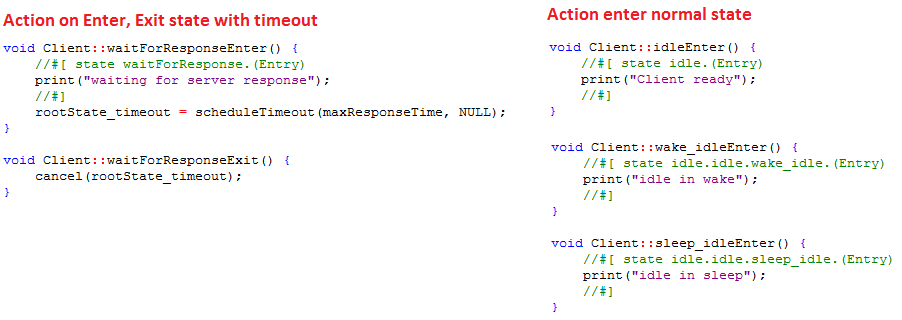 Action on Enter, Exit state with timeout
void Client::waitForResponseEnter() {
    //#[ state waitForResponse.(Entry)
    print("waiting for server response");
    //#]
    rootState_timeout = scheduleTimeout(maxResponseTime, NULL);
}
void Client::waitForResponseExit() {
    cancel(rootState_timeout);
}
Action enter normal state
void Client::idleEnter() {
    //#[ state idle.(Entry)
    print("Client ready");
    //#]
}
void Client::wake_idleEnter() {
    //#[ state idle.idle.wake_idle.(Entry)
    print("idle in wake");
    //#]
}
void Client::sleep_idleEnter() {
    //#[ state idle.idle.sleep_idle.(Entry)
    print("idle in sleep");
    //#]
}